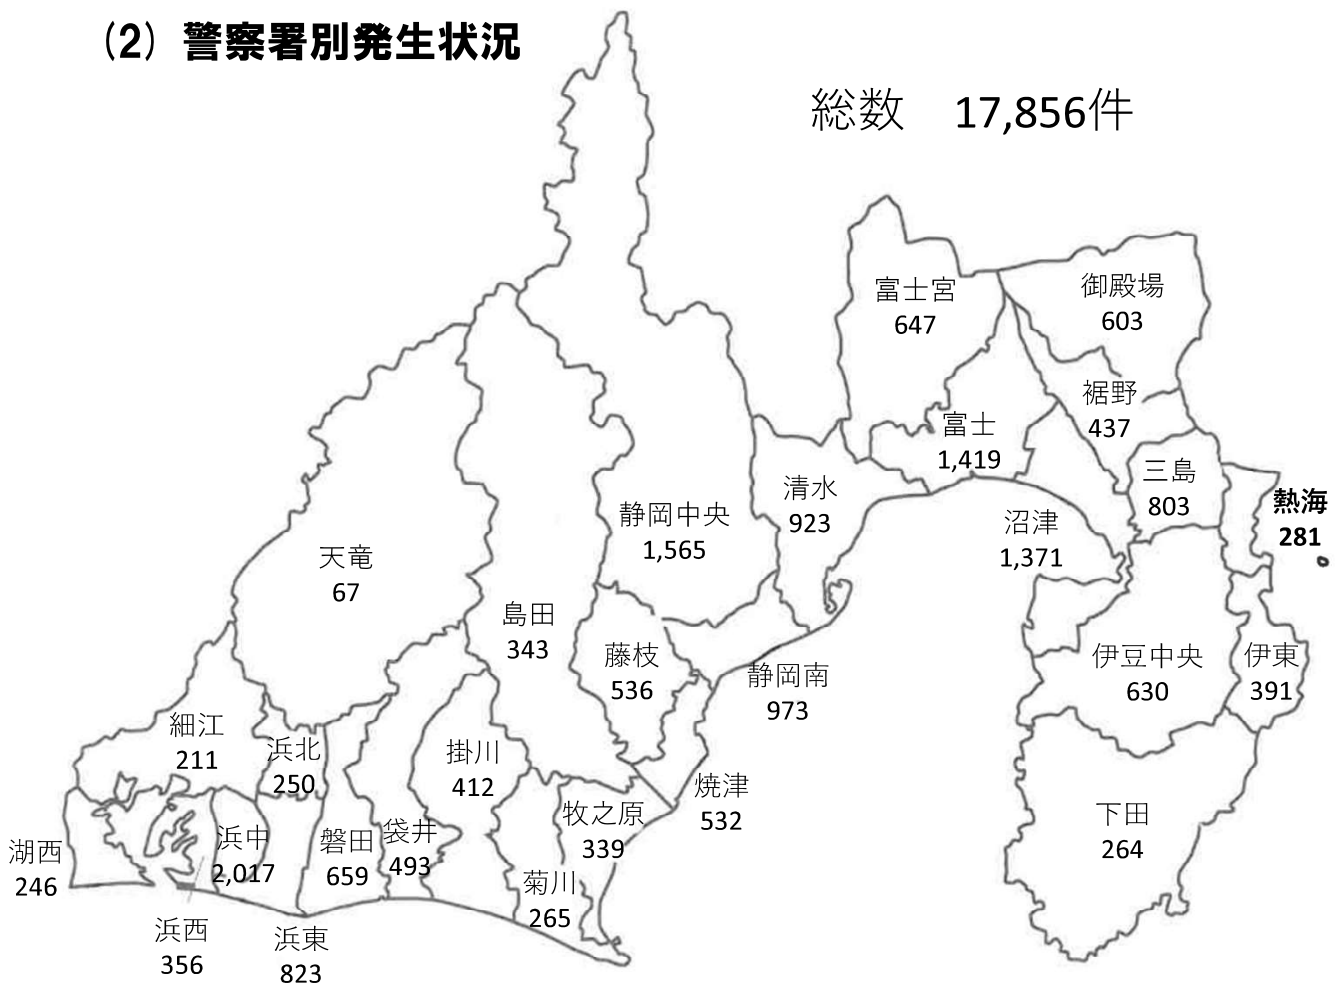 (2) 警察署別発生状況
総数　17,856件
富士宮
647
御殿場
603
裾野
437
富士
1,419
三島
803
清水
923
熱海
281
静岡中央
1,565
沼津
1,371
天竜
67
島田
343
藤枝
536
静岡南
973
伊豆中央
630
伊東
391
細江
211
浜北
250
掛川
412
焼津
532
牧之原
339
下田
264
湖西
246
浜中
2,017
磐田
659
袋井
493
菊川
265
浜西
356
浜東
823